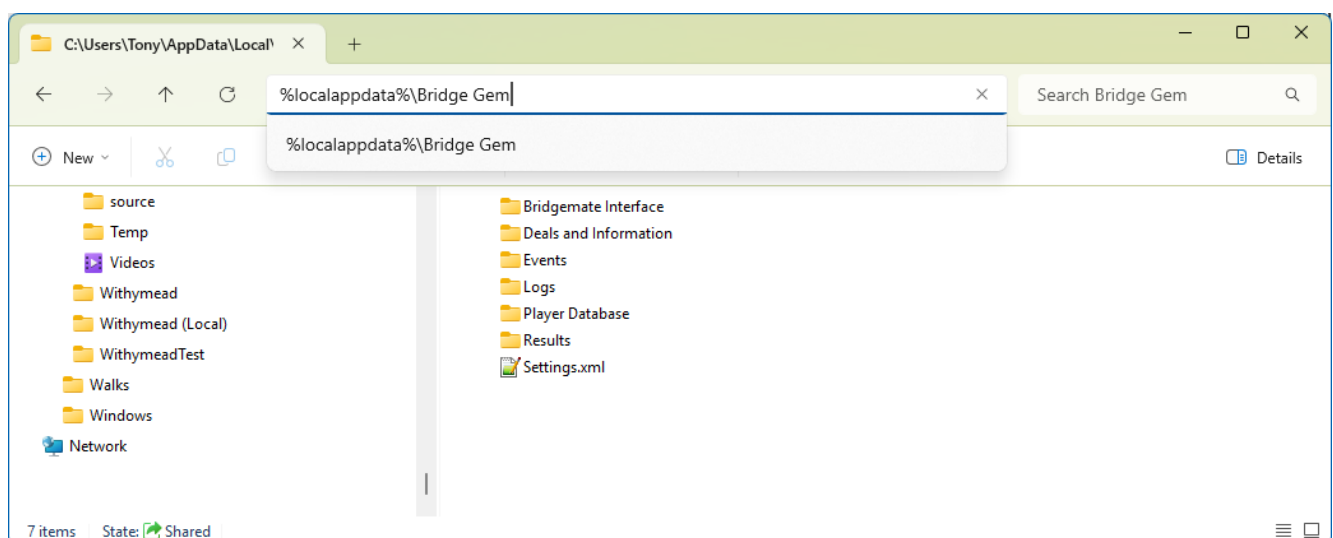 C:\Users\Tony\AppData\Local\
%localappdata%\Bridge Gem
Search Bridge Gem
%localappdata%\Bridge Gem
New
Details
source
Temp
Videos
Withymead
Withymead (Local)
WithymeadTest
Walks
Windows
Network
Bridgemate Interface
Deals and Information
Events
Logs
Player Database
Results
Settings.xml
7 items State: Shared